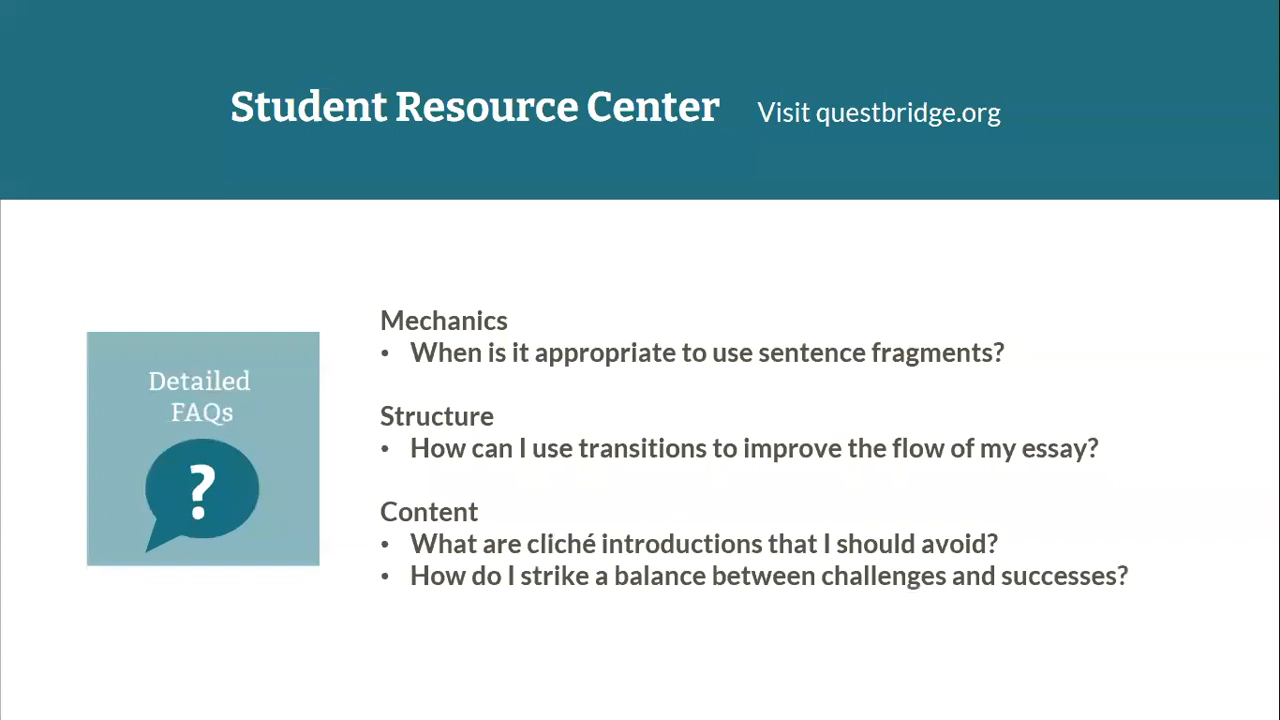 Student Resource Center Visit questbridge.org
Detailed
FAQs
?
Mechanics
• When is it appropriate to use sentence fragments?
Structure
• How can I use transitions to improve the flow of my essay?
Content
• What are cliché introductions that I should avoid?
• How do I strike a balance between challenges and successes?